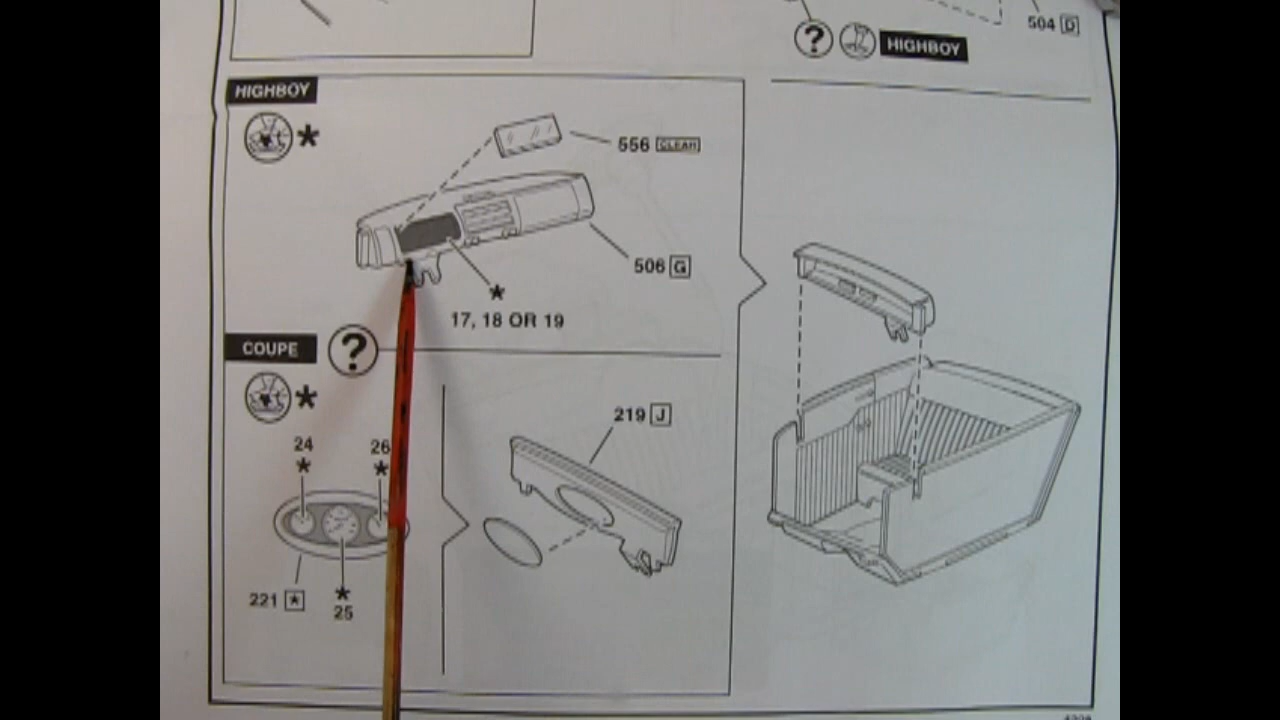 504 D
? HIGHBOY
HIGHBOY
*
556 CLEAR
506 G
*
17, 18 OR 19
COUPE ?
*
219 J
24
*
26
*
221 *
*
25